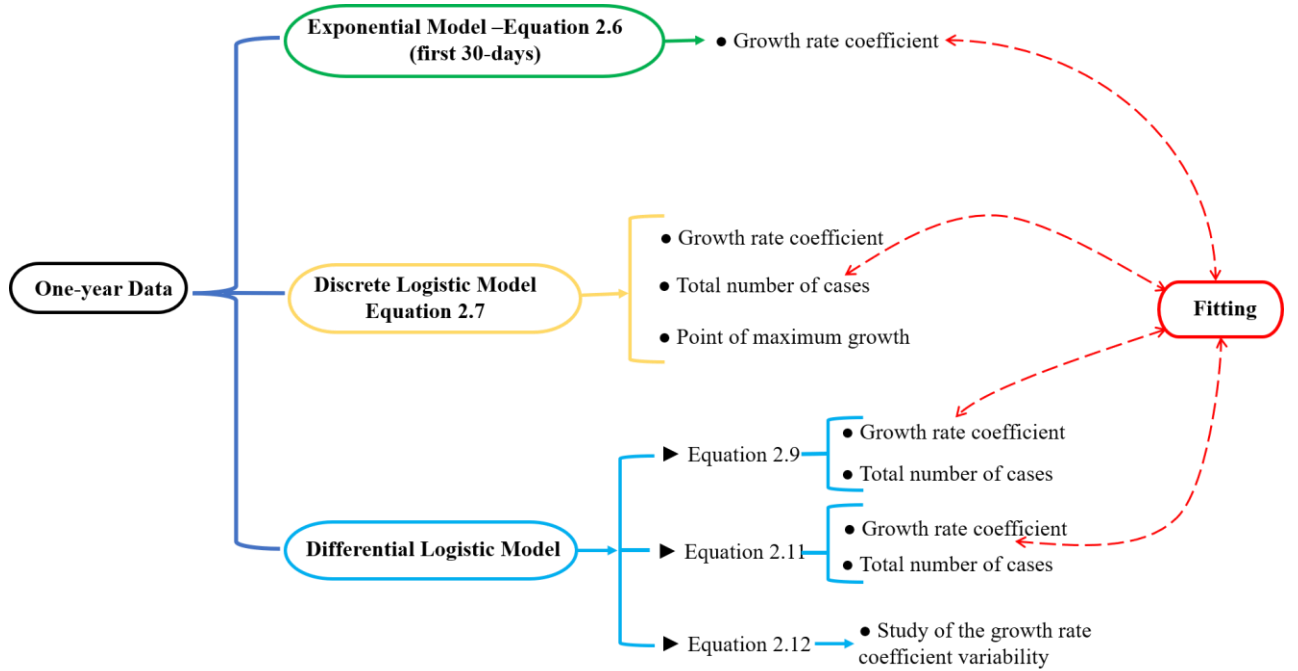 One-year Data
Exponential Model –Equation 2.6
(first 30-days)
● Growth rate coefficient
Discrete Logistic Model
Equation 2.7
● Growth rate coefficient
● Total number of cases
● Point of maximum growth
Fitting
Differential Logistic Model
► Equation 2.9
● Growth rate coefficient
● Total number of cases
► Equation 2.11
● Growth rate coefficient
● Total number of cases
► Equation 2.12
● Study of the growth rate
coefficient variability